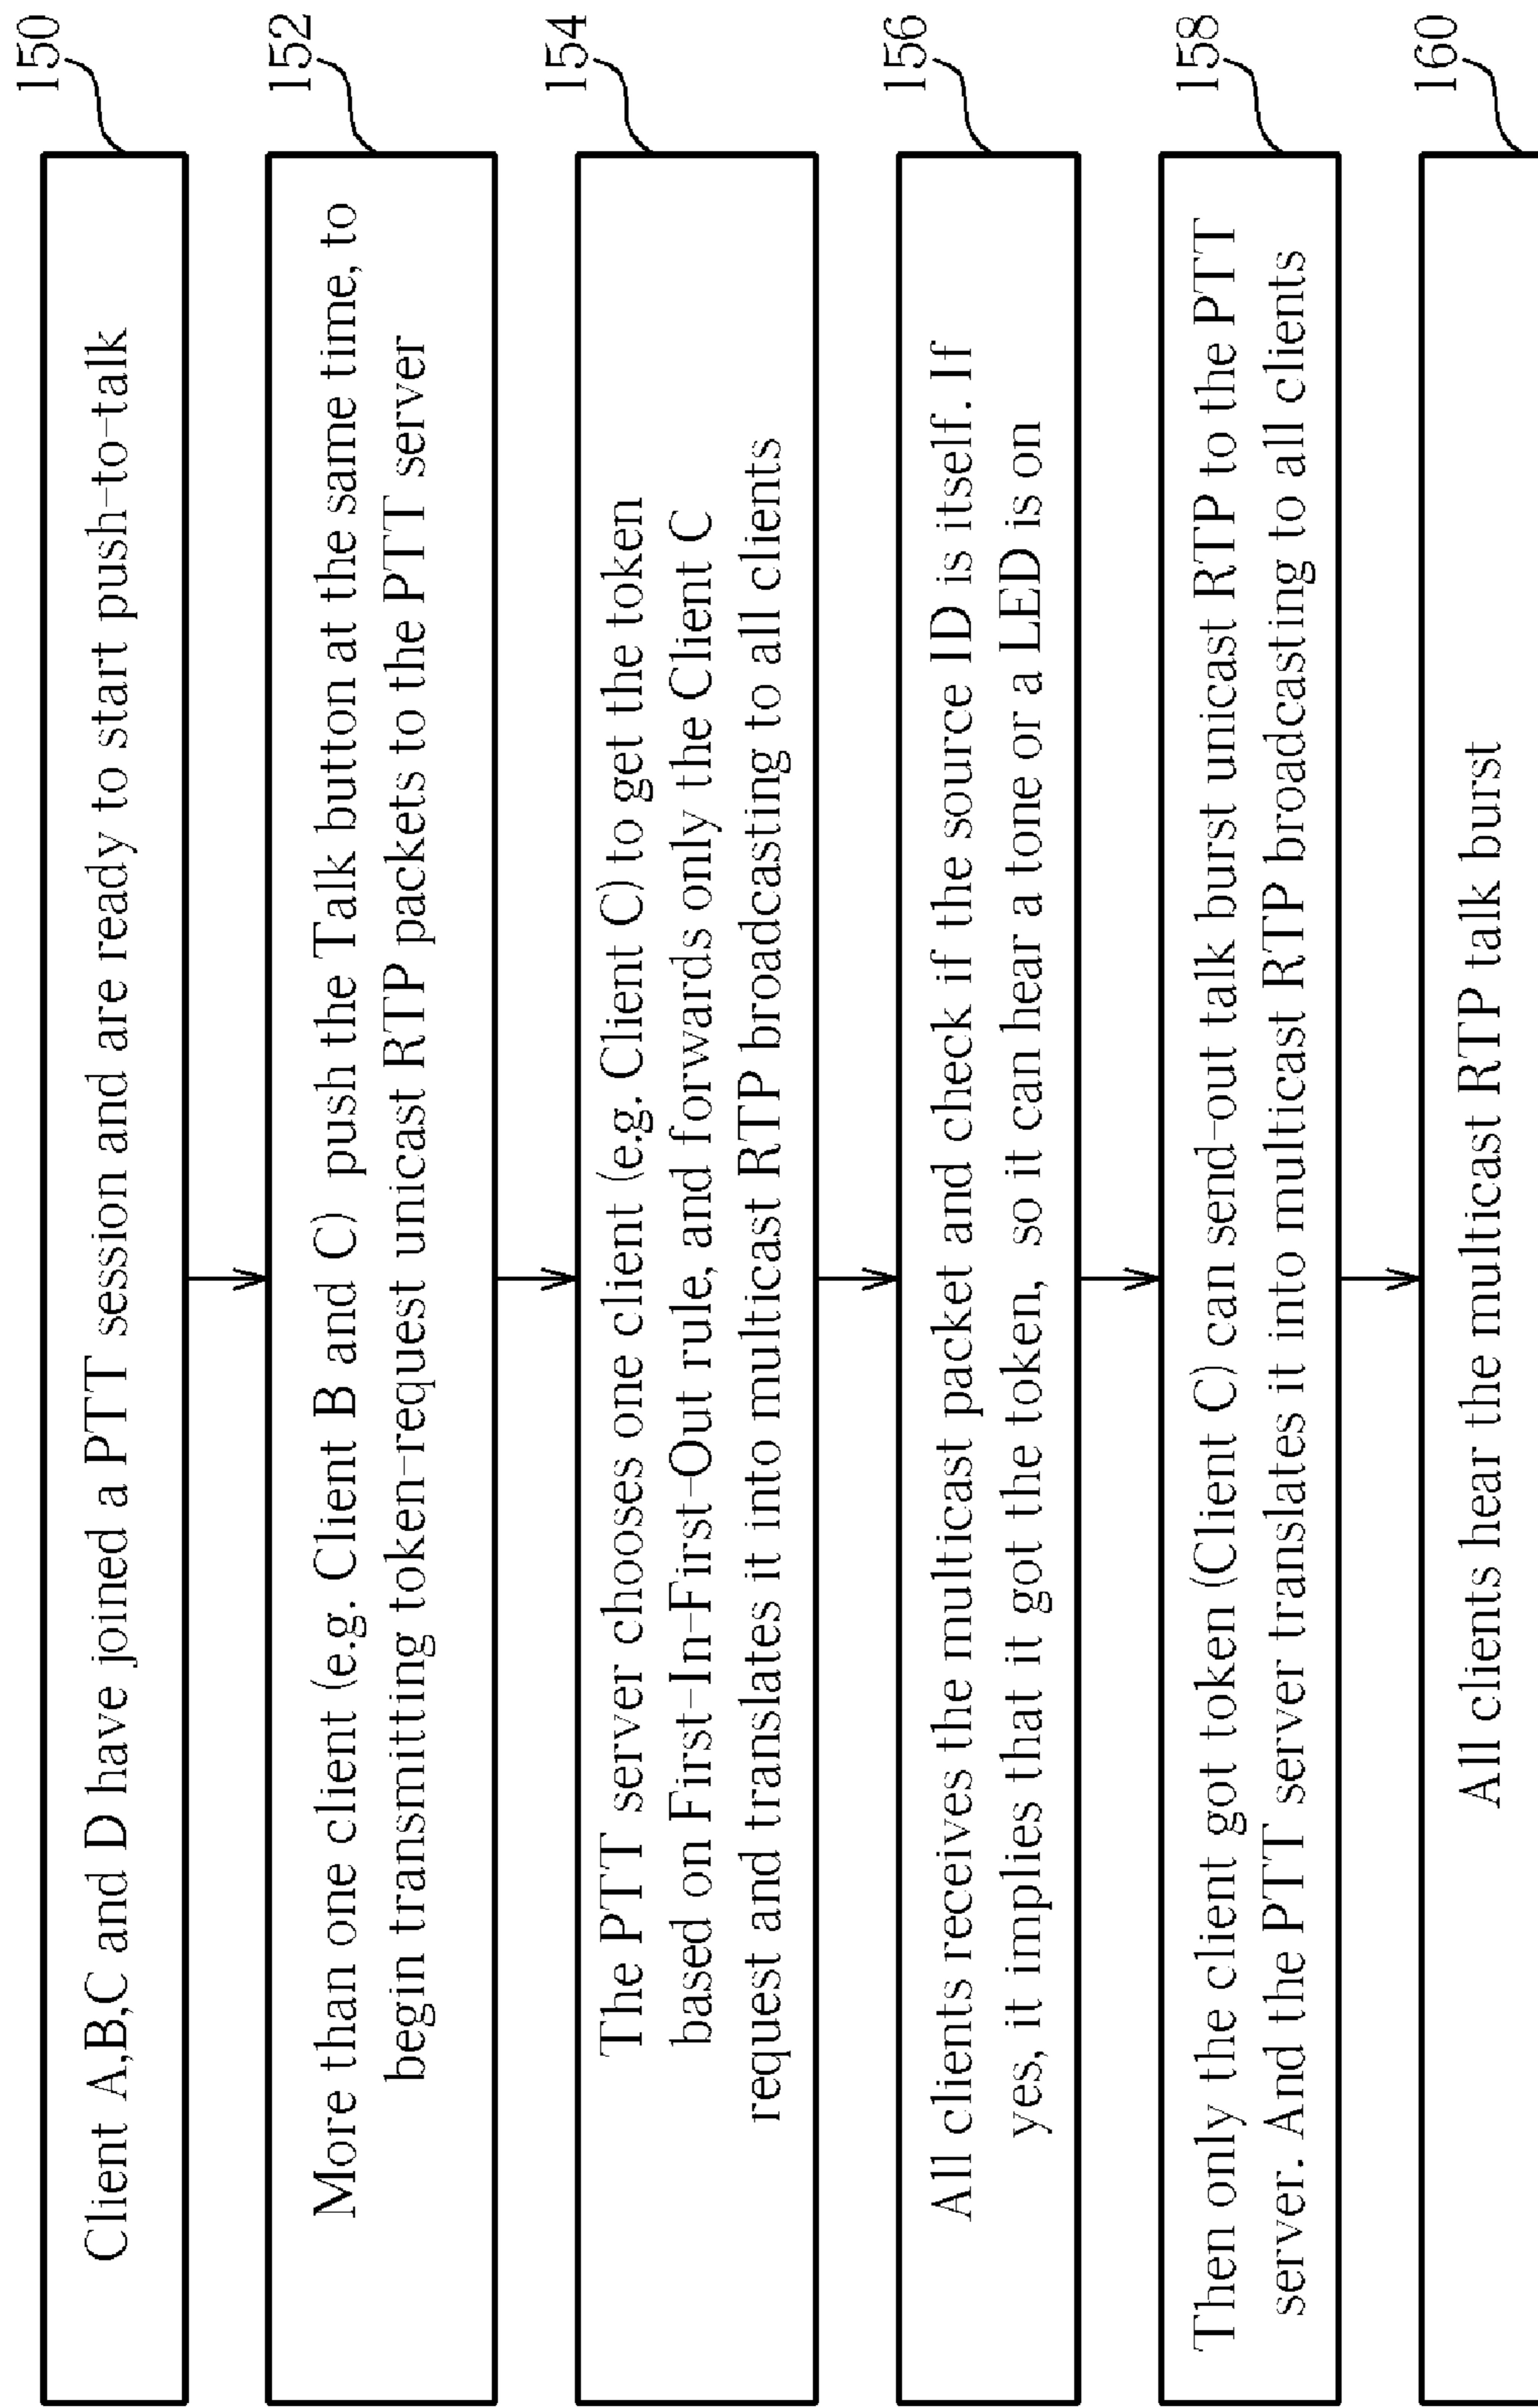 150
Client A,B,C and D have joined a PTT session and are ready to start push-to-talk
152
More than one client (e.g. Client B and C) push the Talk button at the same time, to
begin transmitting token-request unicast RTP packets to the PTT server
154
The PTT server chooses one client (e.g. Client C) to get the token
based on First-In-First-Out rule, and forwards only the Client C
request and translates it into multicast RTP broadcasting to all clients
156
All clients receives the multicast packet and check if the source ID is itself. If
yes, it implies that it got the token, so it can hear a tone or a LED is on
158
Then only the client got token (Client C) can send-out talk burst unicast RTP to the PTT
server. And the PTT server translates it into multicast RTP broadcasting to all clients
160
All clients hear the multicast RTP talk burst